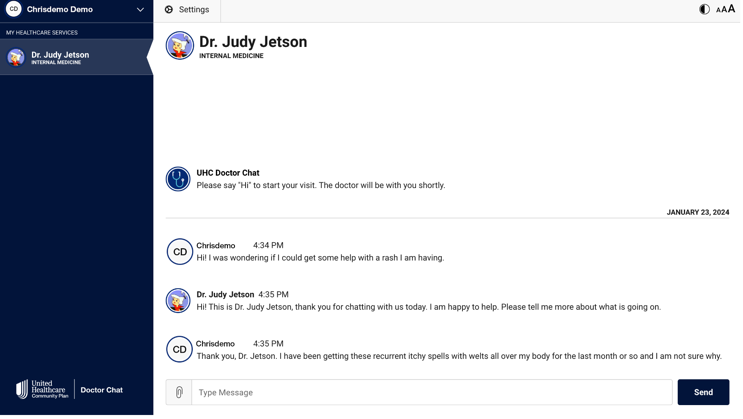 CD Chrisdemo Demo
Settings
AAA
MY HEALTHCARE SERVICES
Dr. Judy Jetson
INTERNAL MEDICINE
Dr. Judy Jetson
INTERNAL MEDICINE
UHC Doctor Chat
Please say "Hi" to start your visit. The doctor will be with you shortly.
JANUARY 23, 2024
CD
Chrisdemo 4:34 PM
Hi! I was wondering if I could get some help with a rash I am having.
Dr. Judy Jetson 4:35 PM
Hi! This is Dr. Judy Jetson, thank you for chatting with us today. I am happy to help. Please tell me more about what is going on.
CD
Chrisdemo 4:35 PM
Thank you, Dr. Jetson. I have been getting these recurrent itchy spells with welts all over my body for the last month or so and I am not sure why.
United
Healthcare
Community Plan
Doctor Chat
Type Message
Send